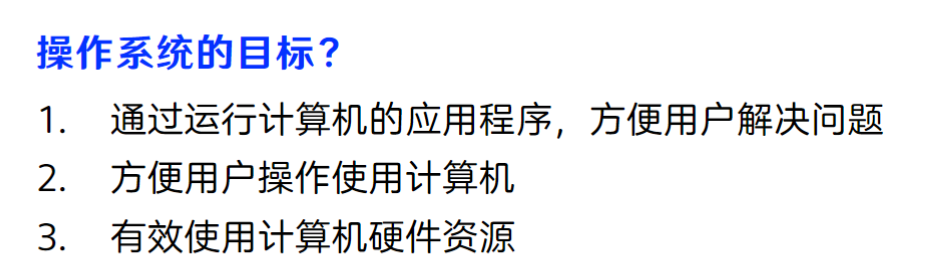 操作系统的目标？
1. 通过运行计算机的应用程序，方便用户解决问题
2. 方便用户操作使用计算机
3. 有效使用计算机硬件资源